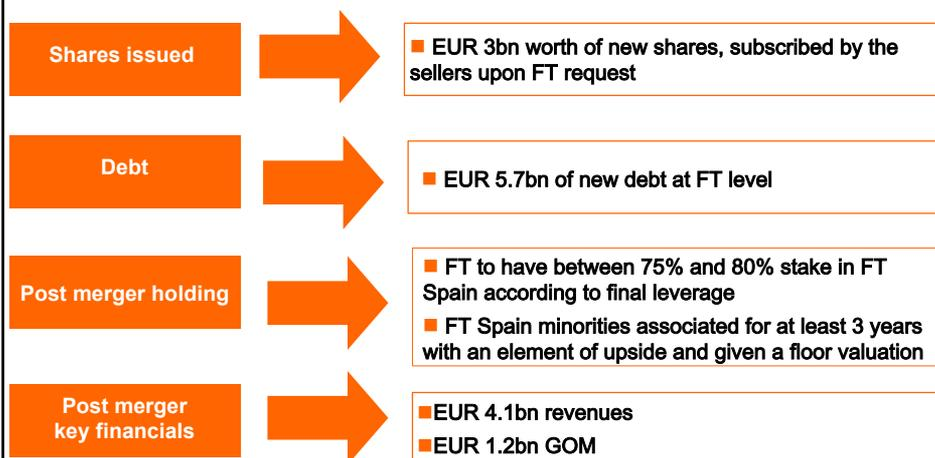 Shares issued
■ EUR 3bn worth of new shares, subscribed by the
sellers upon FT request
Debt
■ EUR 5.7bn of new debt at FT level
Post merger holding
■ FT to have between 75% and 80% stake in FT
Spain according to final leverage
■ FT Spain minorities associated for at least 3 years
with an element of upside and given a floor valuation
Post merger
key financials
■EUR 4.1bn revenues
■EUR 1.2bn GOM